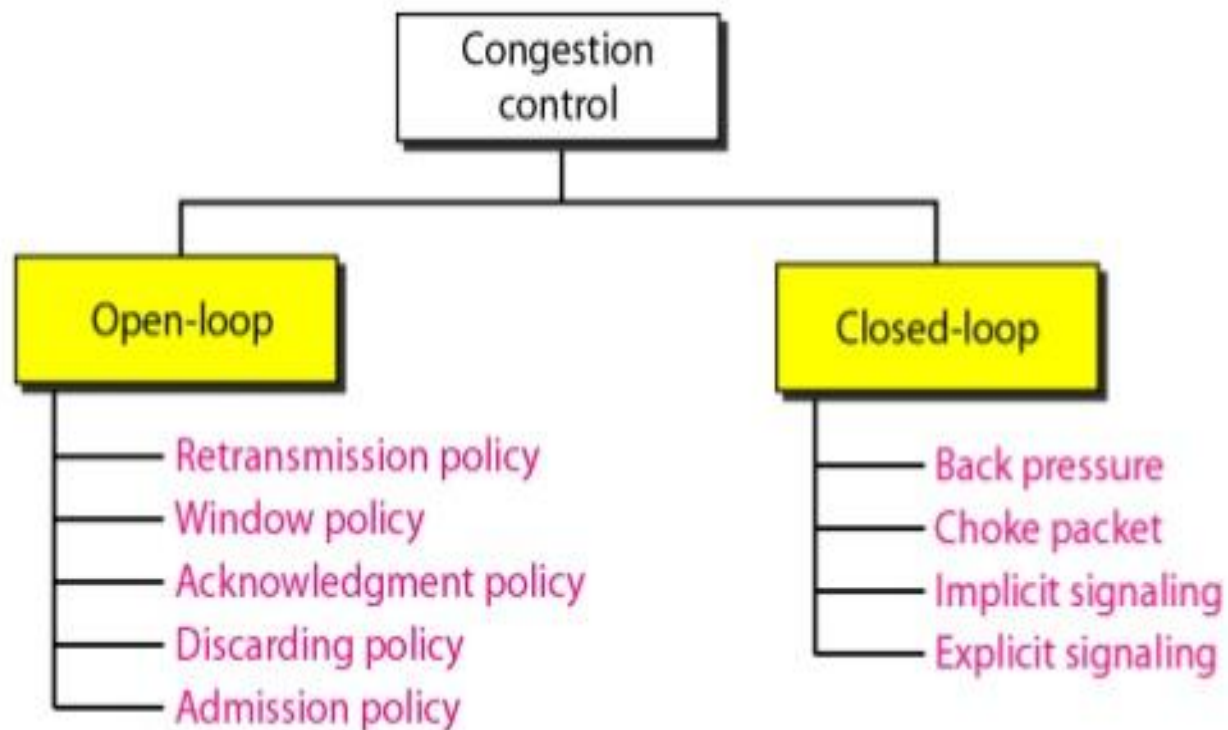 Congestion
control
Open-loop
Closed-loop
Retransmission policy
Window policy
Acknowledgment policy
Discarding policy
Admission policy
Back pressure
Choke packet
Implicit signaling
Explicit signaling